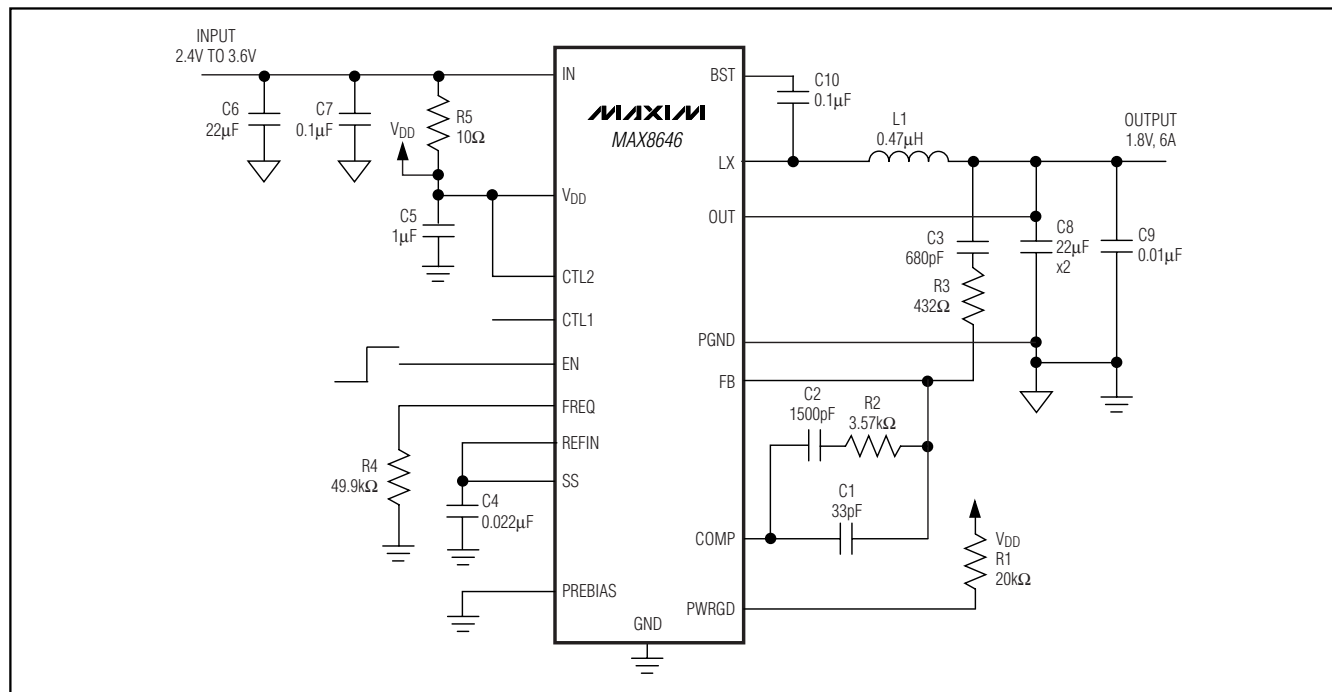 INPUT
2.4V TO 3.6V
C6
22µF
C7
0.1µF
R5
10Ω
VDD
C5
1µF
IN
VDD
CTL2
CTL1
EN
FREQ
REFIN
SS
R4
49.9kΩ
C4
0.022µF
PREBIAS
MAXIM
MAX8646
GND
BST
LX
OUT
PGND
FB
COMP
PWRGD
C10
0.1µF
L1
0.47µH
OUTPUT
1.8V, 6A
C3
680pF
R3
432Ω
C8
22µF
x2
C9
0.01µF
C2
1500pF
R2
3.57kΩ
C1
33pF
VDD
R1
20kΩ